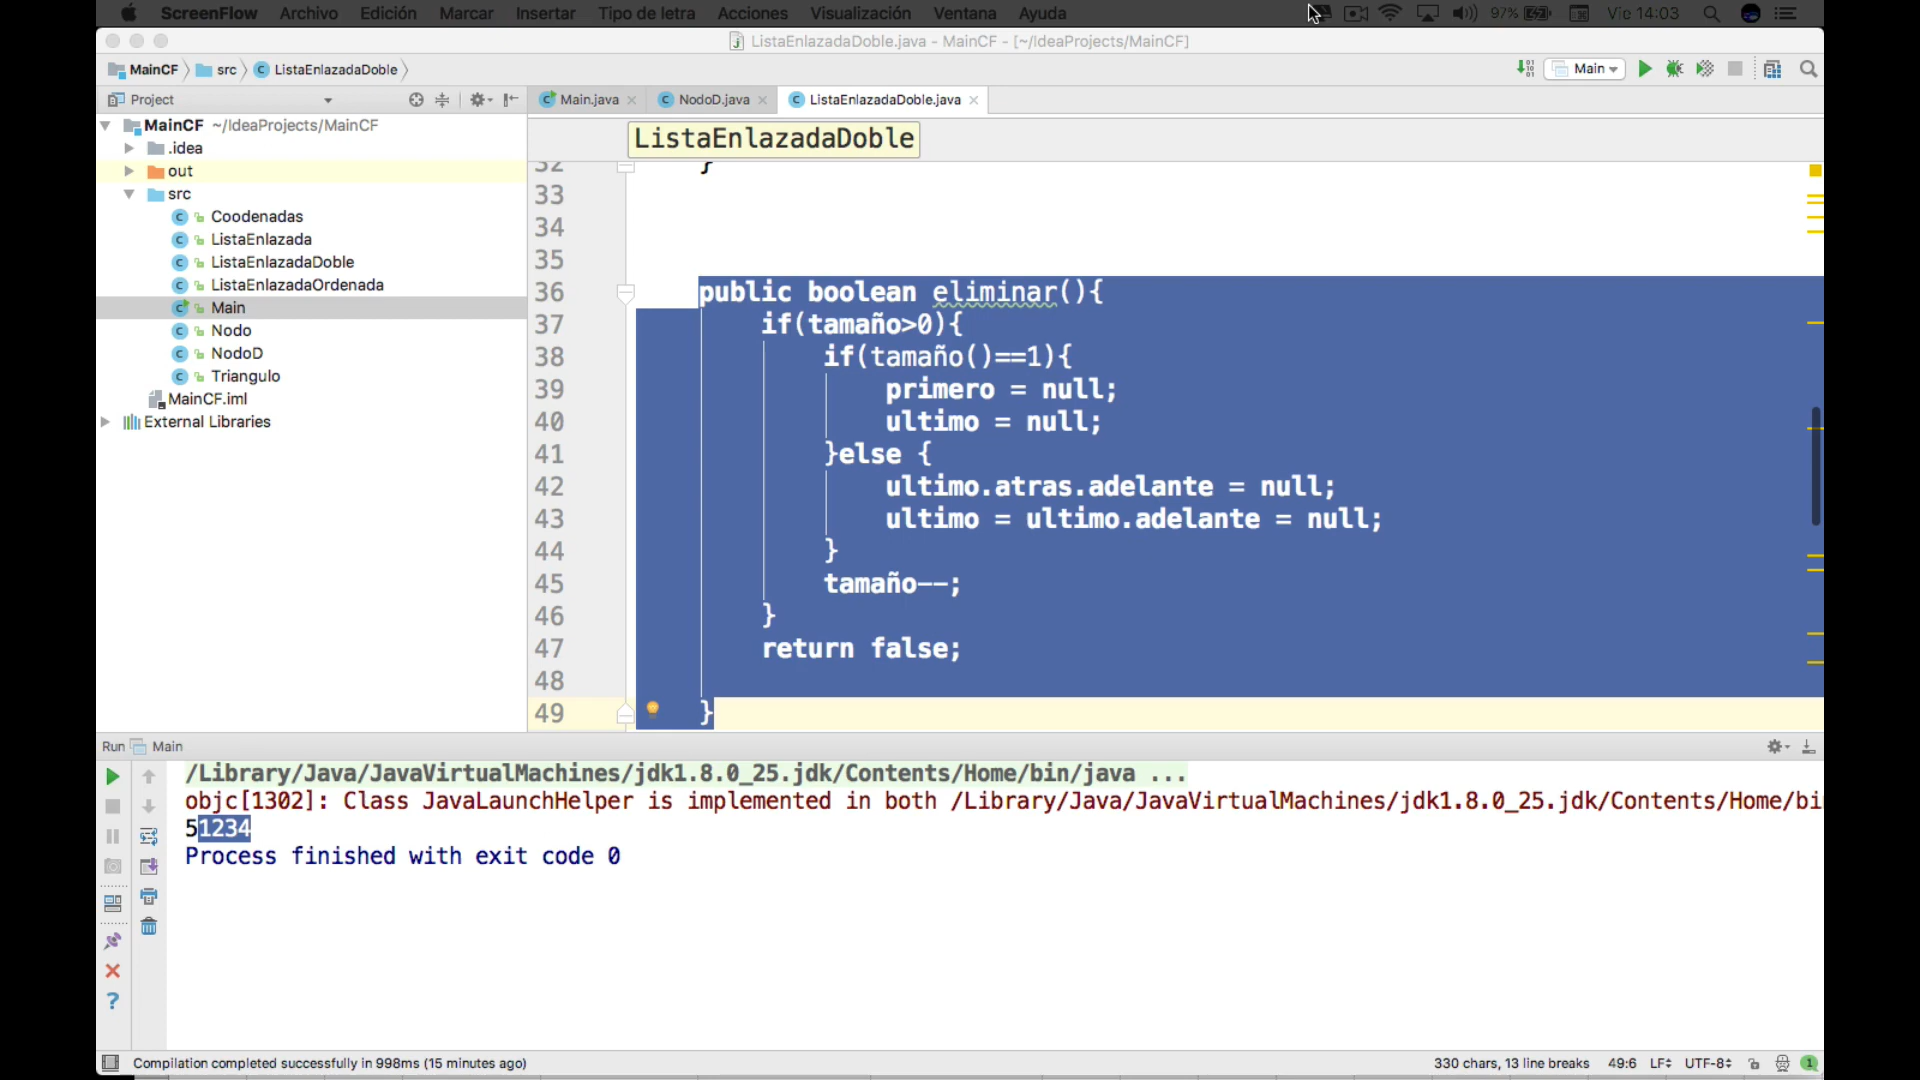 ScreenFlow Archivo Edición Marcar Insertar Tipo de letra Acciones Visualización Ventana Ayuda 97% Vie 14:03
ListaEnlazadaDoble.java - MainCF - [~/IdeaProjects/MainCF]
MainCF src ListaEnlazadaDoble Main
Project Main.java NodoD.java ListaEnlazadaDoble.java
MainCF ~/IdeaProjects/MainCF
.idea
out
src
Coodenadas
ListaEnlazada
ListaEnlazadaDoble
ListaEnlazadaOrdenada
Main
Nodo
NodoD
Triangulo
MainCF.iml
External Libraries
ListaEnlazadaDoble
32 }
33
34
35
36 public boolean eliminar(){
37 if(tamaño>0){
38 if(tamaño()==1){
39 primero = null;
40 ultimo = null;
41 }else {
42 ultimo.atras.adelante = null;
43 ultimo = ultimo.adelante = null;
44 }
45 tamaño--;
46 }
47 return false;
48
49 }
Run Main
/Library/Java/JavaVirtualMachines/jdk1.8.0_25.jdk/Contents/Home/bin/java ...
objc[1302]: Class JavaLaunchHelper is implemented in both /Library/Java/JavaVirtualMachines/jdk1.8.0_25.jdk/Contents/Home/bi
51234
Process finished with exit code 0
Compilation completed successfully in 998ms (15 minutes ago) 330 chars, 13 line breaks 49:6 LF UTF-8 1